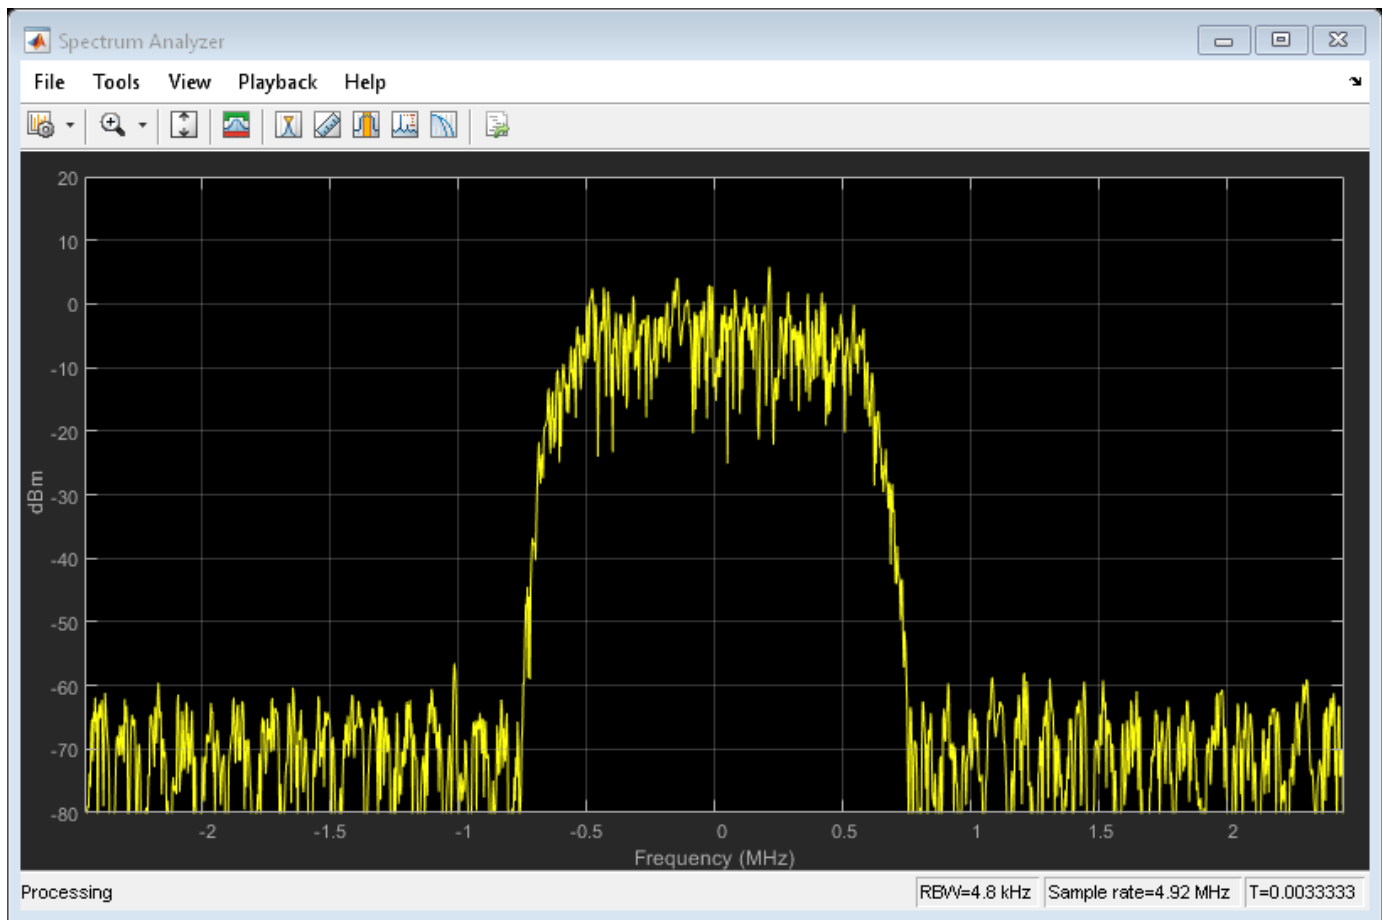 Spectrum Analyzer
File Tools View Playback Help
20
10
0
-10
-20
-30
-40
-50
-60
-70
-80
dBm
-2 -1.5 -1 -0.5 0 0.5 1 1.5 2
Frequency (MHz)
Processing RBW=4.8 kHz Sample rate=4.92 MHz T=0.0033333